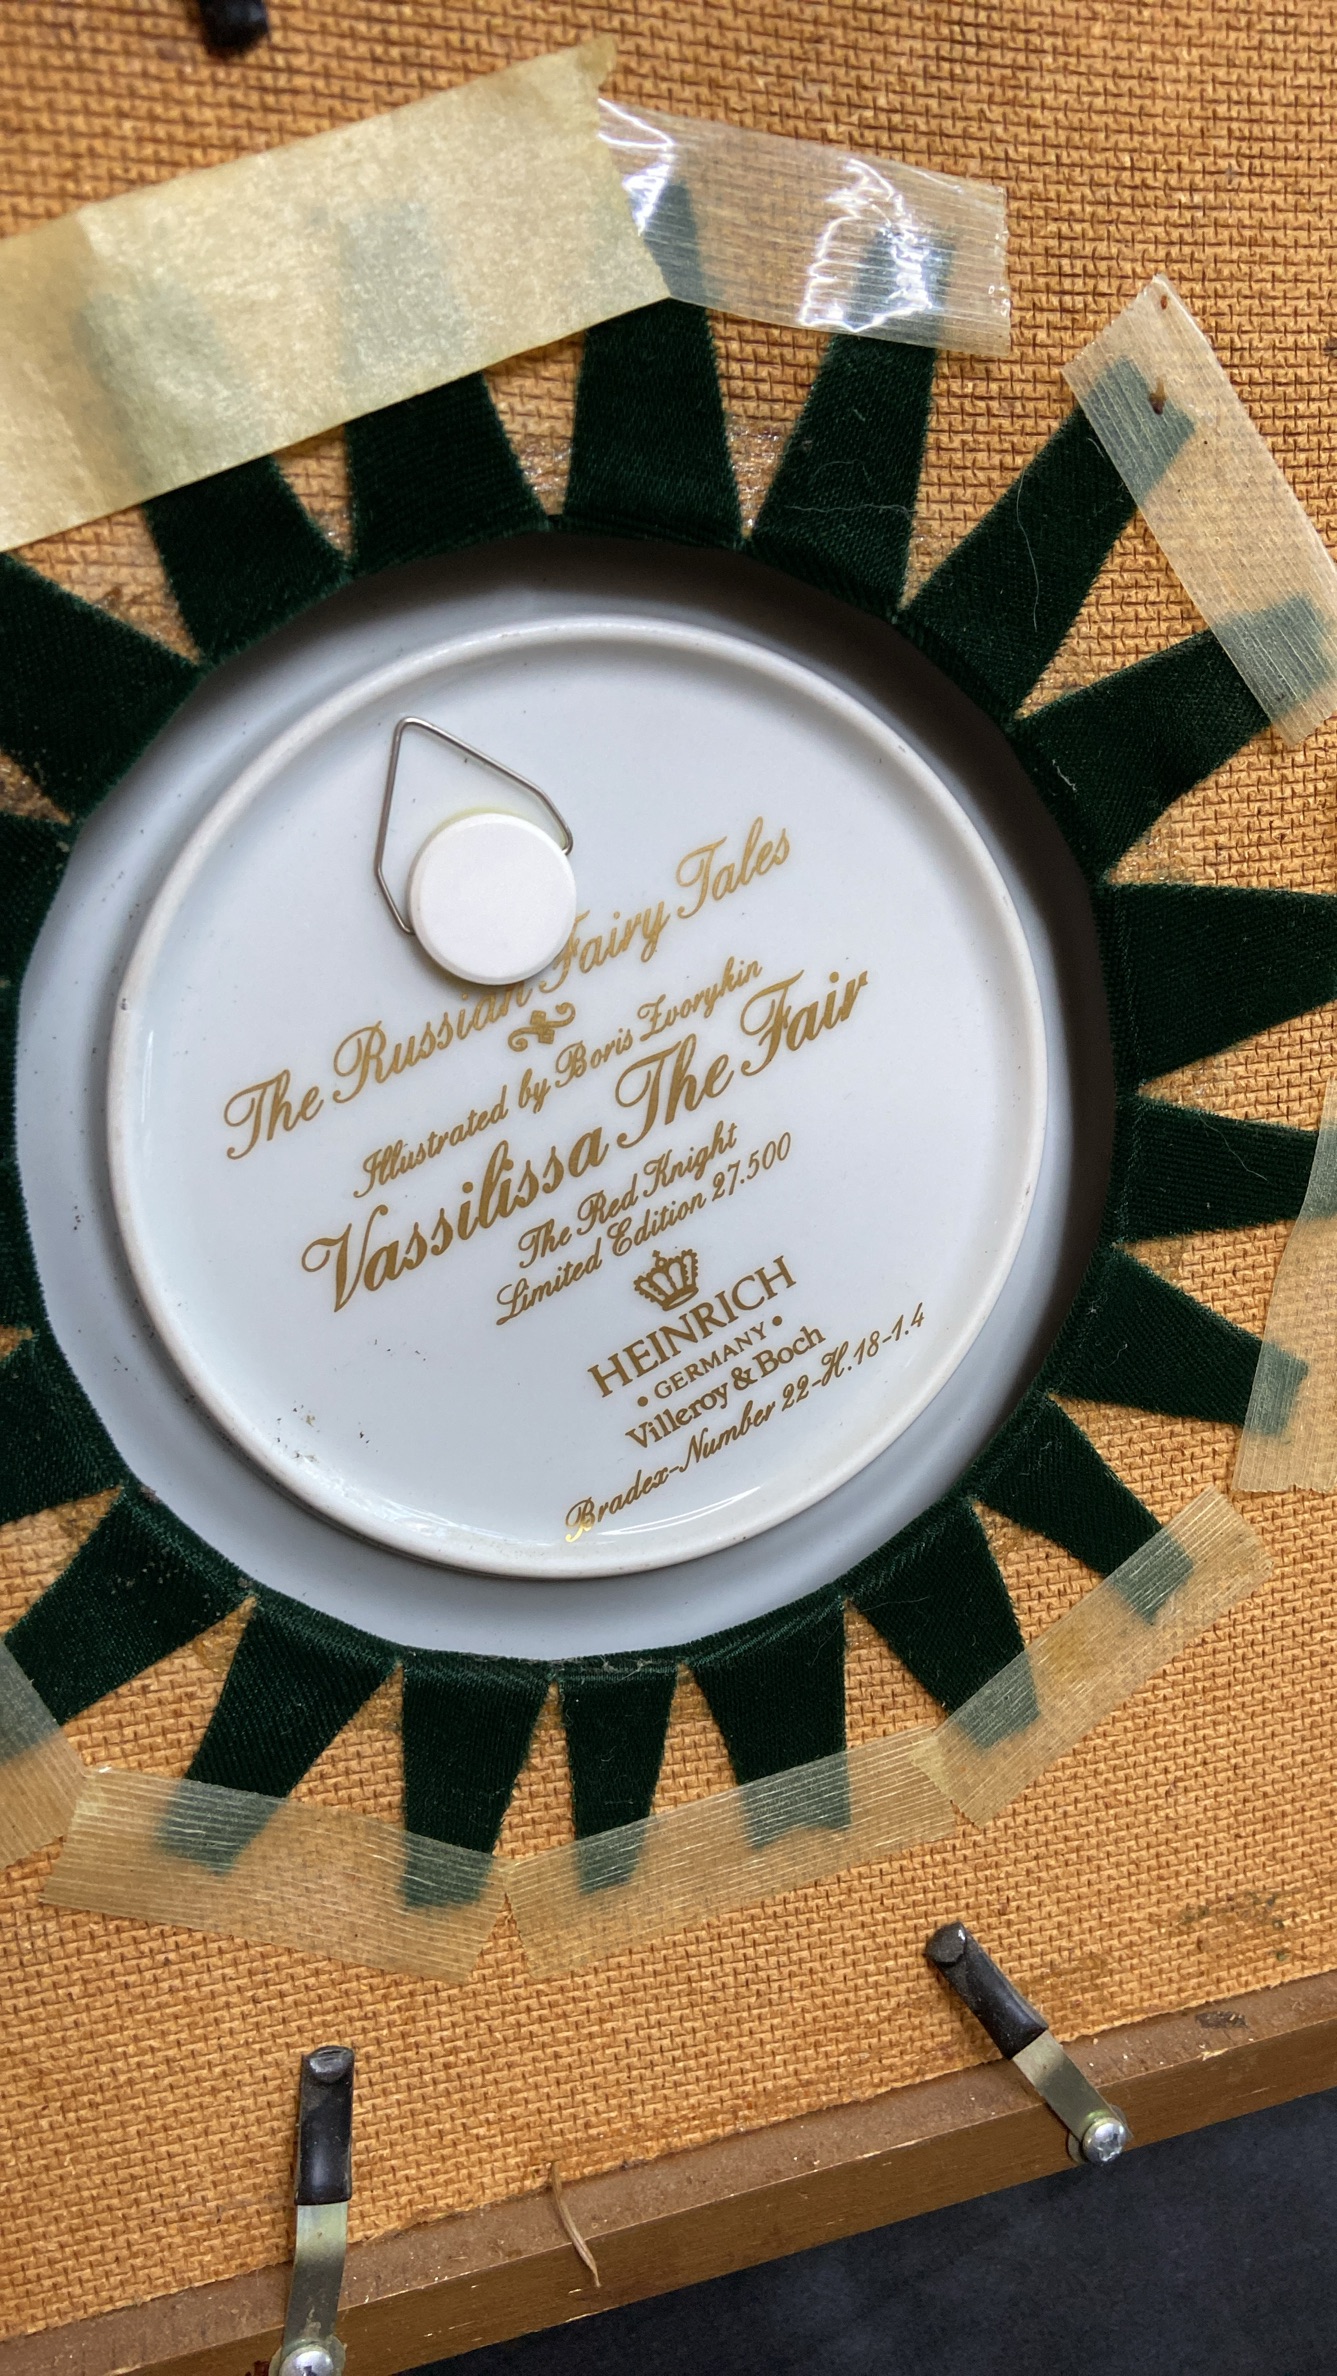 The Russian Fairy Tales
Illustrated by Boris Zvorykin
Vassilissa The Fair
The Red Knight
Limited Edition 27.500
HEINRICH
• GERMANY •
Villeroy & Boch
Bradex-Number 22-H.18-1.4